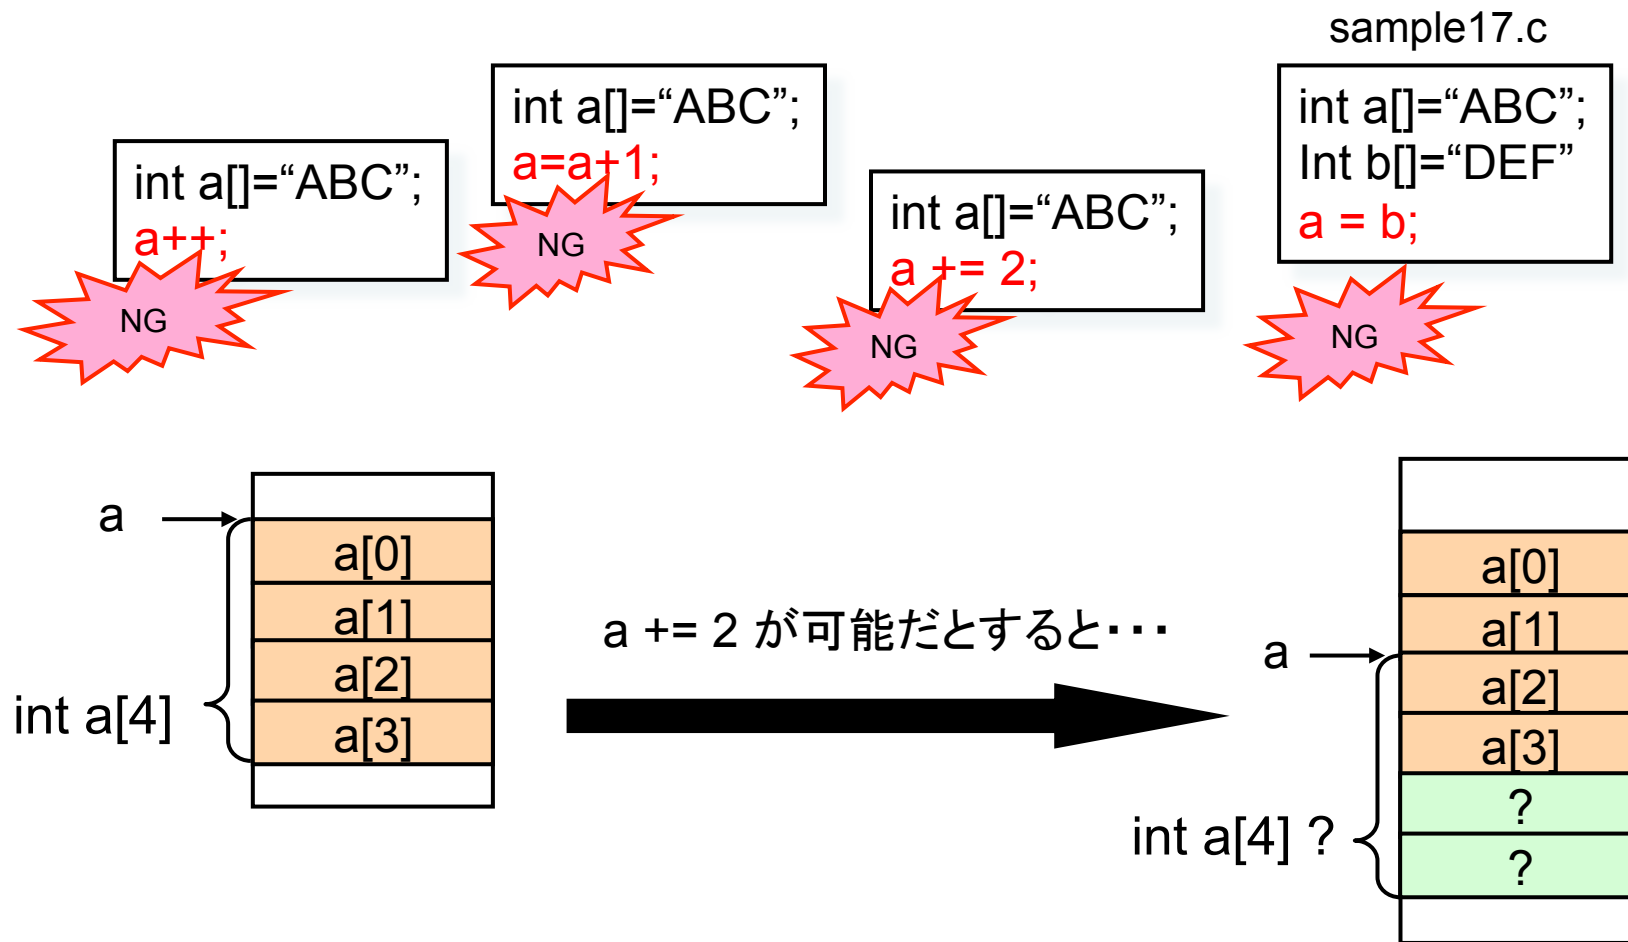 sample17.c
int a[]=“ABC”;
a++;
NG
int a[]=“ABC”;
a=a+1;
NG
int a[]=“ABC”;
a += 2;
NG
int a[]=“ABC”;
Int b[]=“DEF”
a = b;
NG
a
a[0]
a[1]
a[2]
a[3]
int a[4]
a += 2 が可能だとすると・・・
a[0]
a[1]
a
a[2]
a[3]
?
?
int a[4] ?